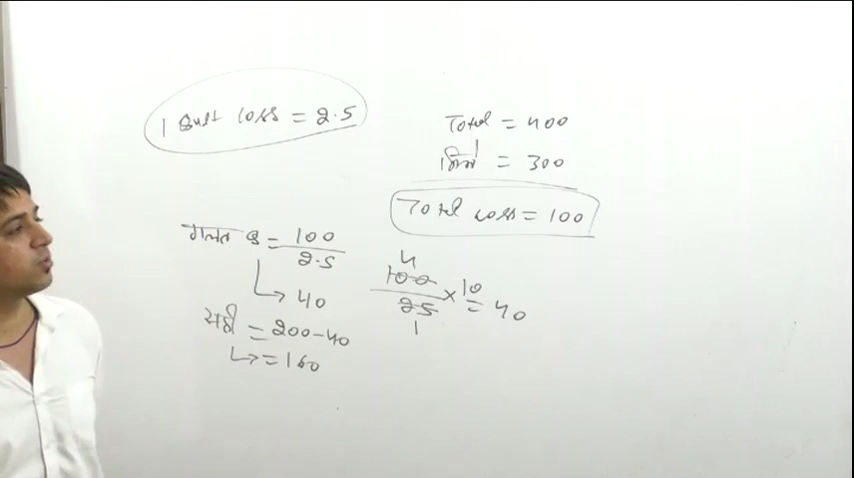 1 loss = 2.5
Total = 400
मिले = 300
Total loss = 100
गलत Q = 100
2.5
↳ 40
सही = 200-40
↳ = 160
4
100
25 × 10 = 40
1